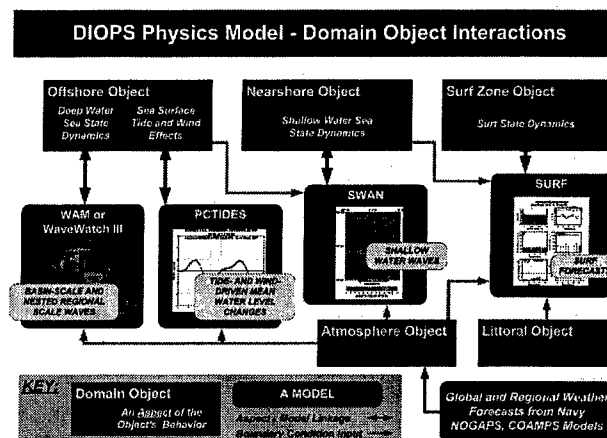 DIOPS Physics Model - Domain Object Interactions
Offshore Object
Deep Water
Sea State
Dynamics
Sea Surface
Tide and Wind
Effects
Nearshore Object
Shallow Water Sea
State Dynamics
Surf Zone Object
Surf State Dynamics
WAM or
WaveWatch III
BASIN-SCALE AND
NESTED REGIONAL
SCALE WAVES
PCTIDES
TIDE- AND WIND-
DRIVEN MEAN
WATER LEVEL
CHANGES
SWAN
SHALLOW
WATER WAVES
SURF
SURF
FORECAST
Atmosphere Object
Littoral Object
KEY:
Domain Object
An Aspect of the
Object's Behavior
A MODEL
Global and Regional Weather
Forecasts from Navy
NOGAPS, COAMPS Models